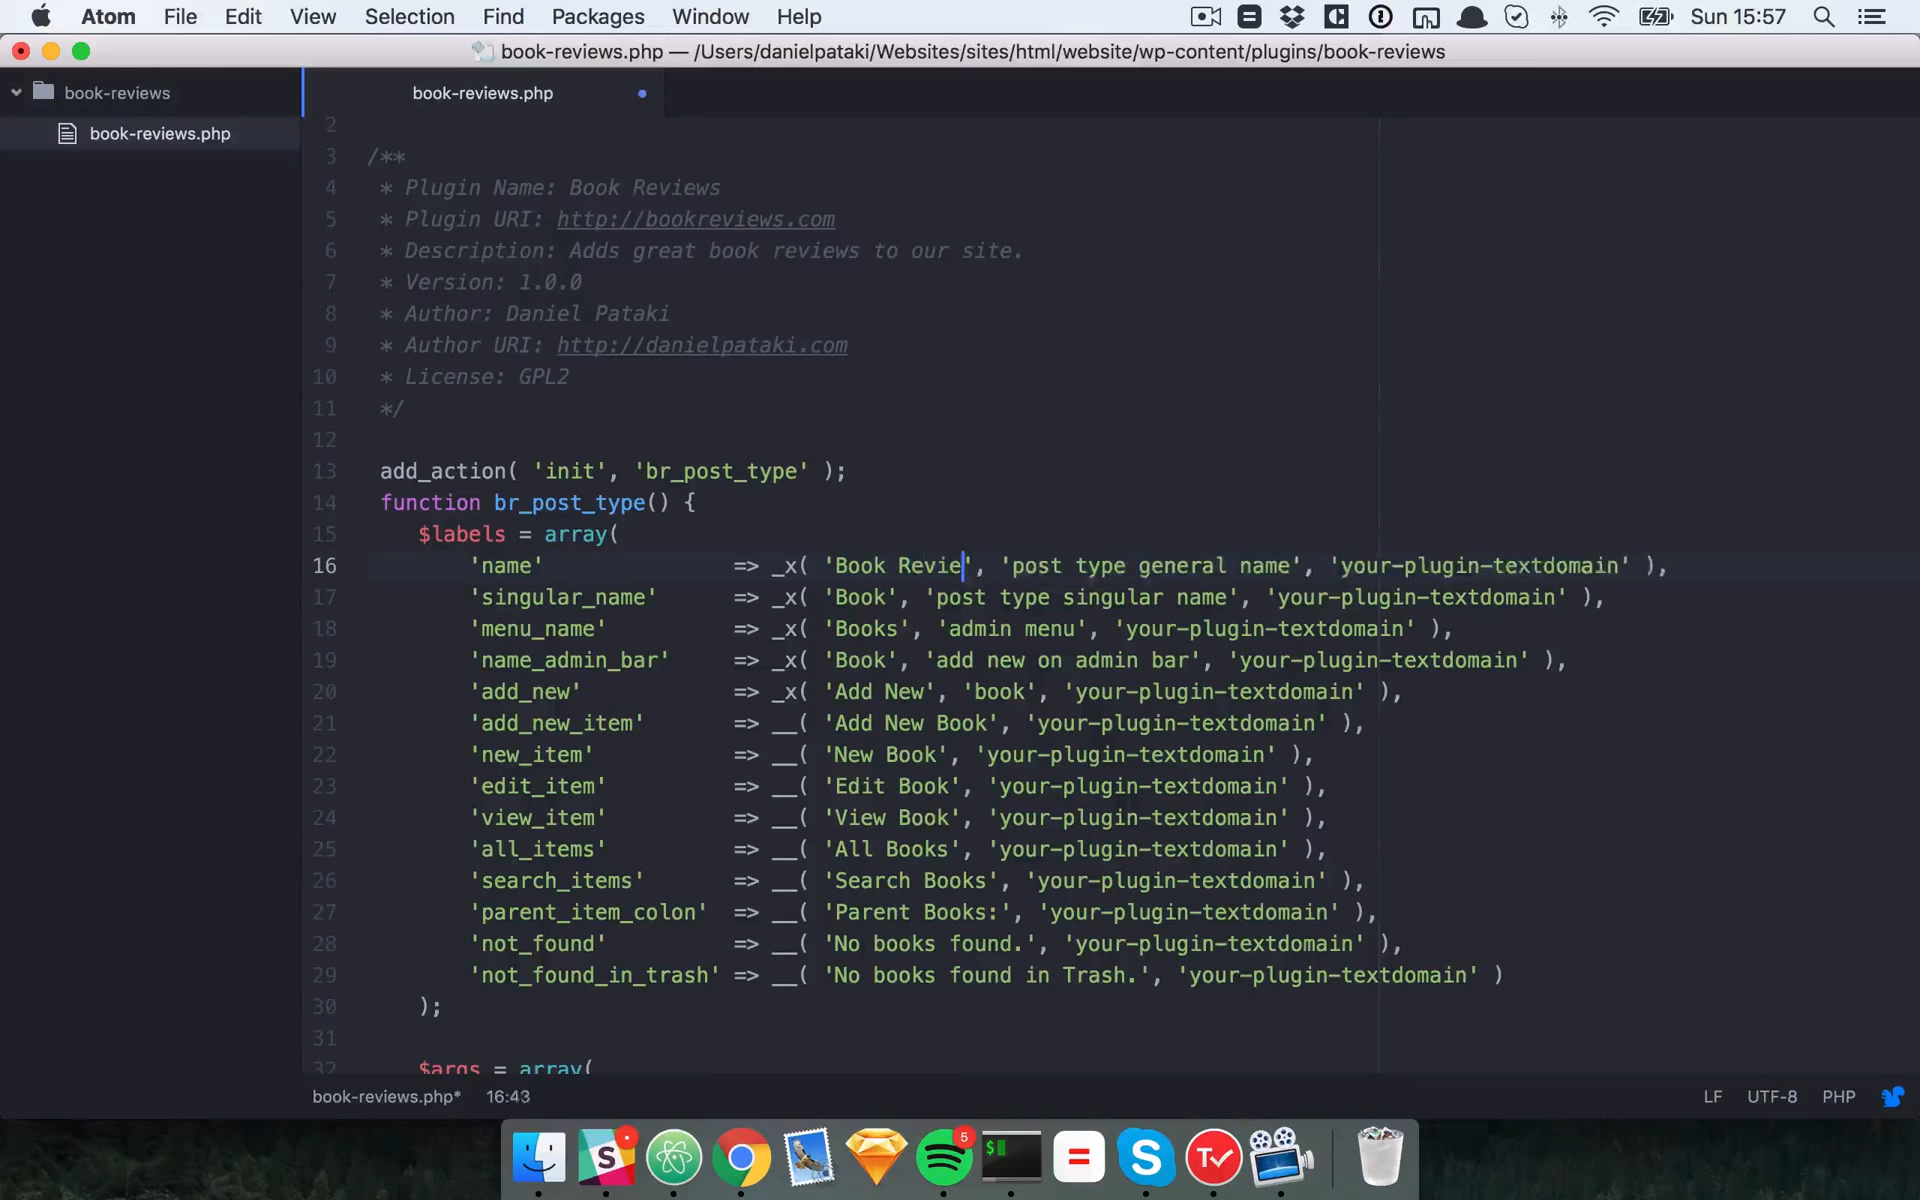 Atom File Edit View Selection Find Packages Window Help Sun 15:57
book-reviews.php — /Users/danielpataki/Websites/sites/html/website/wp-content/plugins/book-reviews
book-reviews
book-reviews.php
book-reviews.php
2
3 /**
4 * Plugin Name: Book Reviews
5 * Plugin URI: http://bookreviews.com
6 * Description: Adds great book reviews to our site.
7 * Version: 1.0.0
8 * Author: Daniel Pataki
9 * Author URI: http://danielpataki.com
10 * License: GPL2
11 */
12
13 add_action( 'init', 'br_post_type' );
14 function br_post_type() {
15 $labels = array(
16 'name' => _x( 'Book Revie', 'post type general name', 'your-plugin-textdomain' ),
17 'singular_name' => _x( 'Book', 'post type singular name', 'your-plugin-textdomain' ),
18 'menu_name' => _x( 'Books', 'admin menu', 'your-plugin-textdomain' ),
19 'name_admin_bar' => _x( 'Book', 'add new on admin bar', 'your-plugin-textdomain' ),
20 'add_new' => _x( 'Add New', 'book', 'your-plugin-textdomain' ),
21 'add_new_item' => __( 'Add New Book', 'your-plugin-textdomain' ),
22 'new_item' => __( 'New Book', 'your-plugin-textdomain' ),
23 'edit_item' => __( 'Edit Book', 'your-plugin-textdomain' ),
24 'view_item' => __( 'View Book', 'your-plugin-textdomain' ),
25 'all_items' => __( 'All Books', 'your-plugin-textdomain' ),
26 'search_items' => __( 'Search Books', 'your-plugin-textdomain' ),
27 'parent_item_colon' => __( 'Parent Books:', 'your-plugin-textdomain' ),
28 'not_found' => __( 'No books found.', 'your-plugin-textdomain' ),
29 'not_found_in_trash' => __( 'No books found in Trash.', 'your-plugin-textdomain' )
30 );
31
32 $args = array(
book-reviews.php* 16:43 LF UTF-8 PHP
5